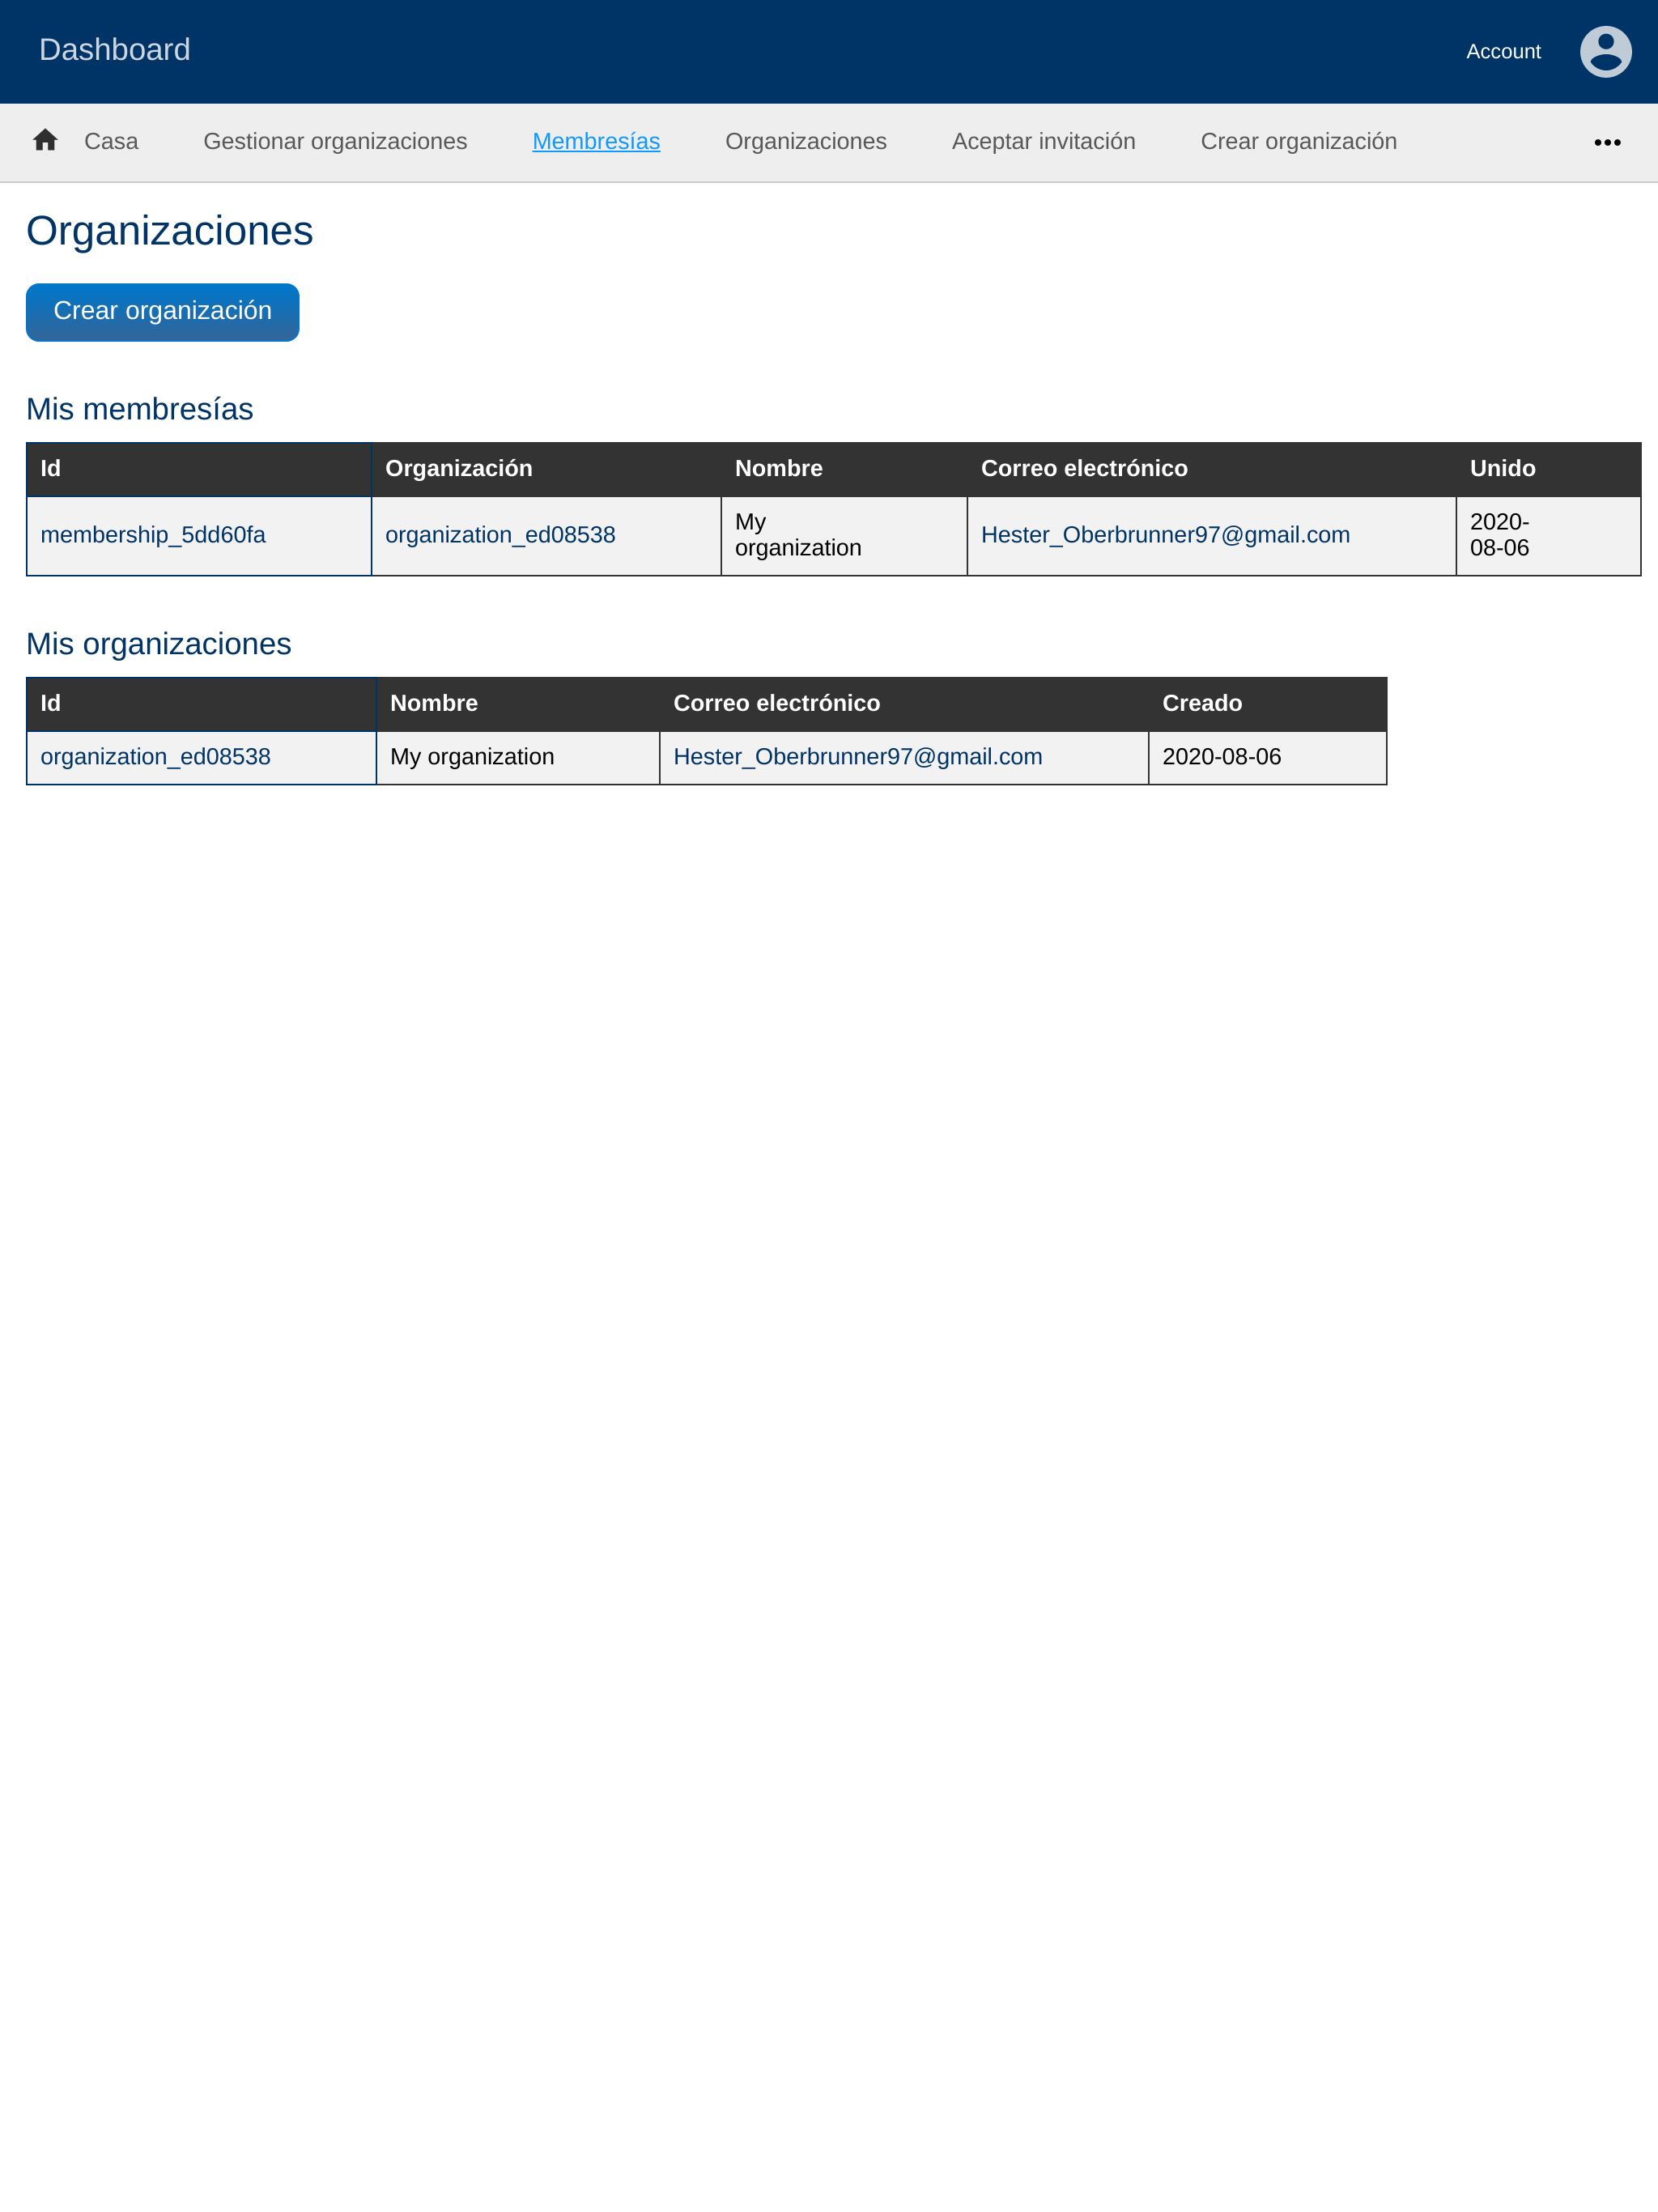 Dashboard
Account
Casa Gestionar organizaciones Membresías Organizaciones Aceptar invitación Crear organización
Organizaciones
Crear organización
Mis membresías
Id Organización Nombre Correo electrónico Unido
membership_5dd60fa organization_ed08538 My organization Hester_Oberbrunner97@gmail.com 2020-08-06
Mis organizaciones
Id Nombre Correo electrónico Creado
organization_ed08538 My organization Hester_Oberbrunner97@gmail.com 2020-08-06